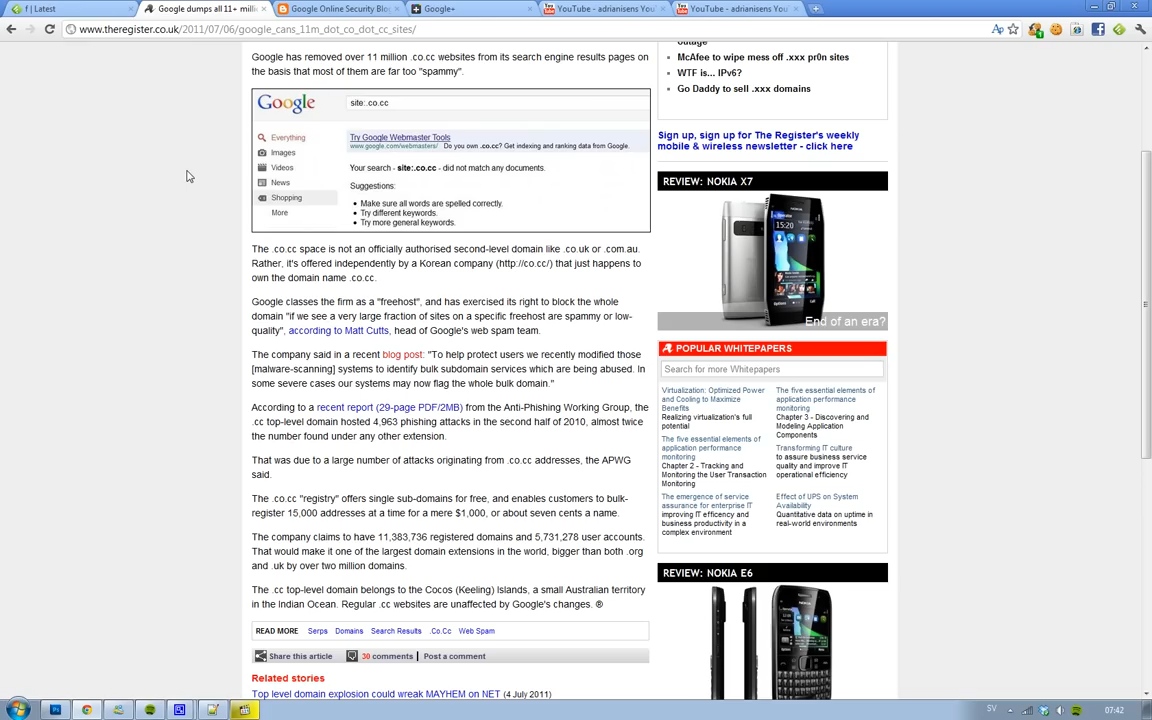 f | Latest
Google dumps all 11+ milli
Google Online Security Bloc
Google+
YouTube - adrianisens You
YouTube - adrianisens You
www.theregister.co.uk/2011/07/06/google_cans_11m_dot_co_dot_cc_sites/
Google has removed over 11 million .co.cc websites from its search engine results pages on
the basis that most of them are far too "spammy".
Google
site:.co.cc
Everything
Images
Videos
News
Shopping
More
Try Google Webmaster Tools
www.google.com/webmasters/ Do you own .co.cc? Get indexing and ranking data from Google.
Your search - site:.co.cc - did not match any documents.
Suggestions:
• Make sure all words are spelled correctly.
• Try different keywords.
• Try more general keywords.
The .co.cc space is not an officially authorised second-level domain like .co.uk or .com.au.
Rather, it's offered independently by a Korean company (http://co.cc/) that just happens to
own the domain name .co.cc.
Google classes the firm as a "freehost", and has exercised its right to block the whole
domain "if we see a very large fraction of sites on a specific freehost are spammy or low-
quality", according to Matt Cutts, head of Google's web spam team.
The company said in a recent blog post: "To help protect users we recently modified those
[malware-scanning] systems to identify bulk subdomain services which are being abused. In
some severe cases our systems may now flag the whole bulk domain."
According to a recent report (29-page PDF/2MB) from the Anti-Phishing Working Group, the
.cc top-level domain hosted 4,963 phishing attacks in the second half of 2010, almost twice
the number found under any other extension.
That was due to a large number of attacks originating from .co.cc addresses, the APWG
said.
The .co.cc "registry" offers single sub-domains for free, and enables customers to bulk-
register 15,000 addresses at a time for a mere $1,000, or about seven cents a name.
The company claims to have 11,383,736 registered domains and 5,731,278 user accounts.
That would make it one of the largest domain extensions in the world, bigger than both .org
and .uk by over two million domains.
The .cc top-level domain belongs to the Cocos (Keeling) Islands, a small Australian territory
in the Indian Ocean. Regular .cc websites are unaffected by Google's changes. ®
READ MORE Serps Domains Search Results .Co.Cc Web Spam
Share this article 30 comments | Post a comment
Related stories
Top level domain explosion could wreak MAYHEM on NET (4 July 2011)
outage
• McAfee to wipe mess off .xxx pr0n sites
• WTF is... IPv6?
• Go Daddy to sell .xxx domains
Sign up, sign up for The Register's weekly
mobile & wireless newsletter - click here
REVIEW: NOKIA X7
15:20
End of an era?
POPULAR WHITEPAPERS
Search for more Whitepapers
Virtualization: Optimized Power
and Cooling to Maximize
Benefits
Realizing virtualization's full
potential
The five essential elements of
application performance
monitoring
Chapter 2 - Tracking and
Monitoring the User Transaction
The emergence of service
assurance for enterprise IT
improving IT efficency and
business productivity in a
complex environment
The five essential elements of
application performance
monitoring
Chapter 3 - Discovering and
Modeling Application
Components
Transforming IT culture
to assure business service
quality and improve IT
operational efficiency
Effect of UPS on System
Availability
Quantitative data on uptime in
real-world environments
REVIEW: NOKIA E6
SV
07:42